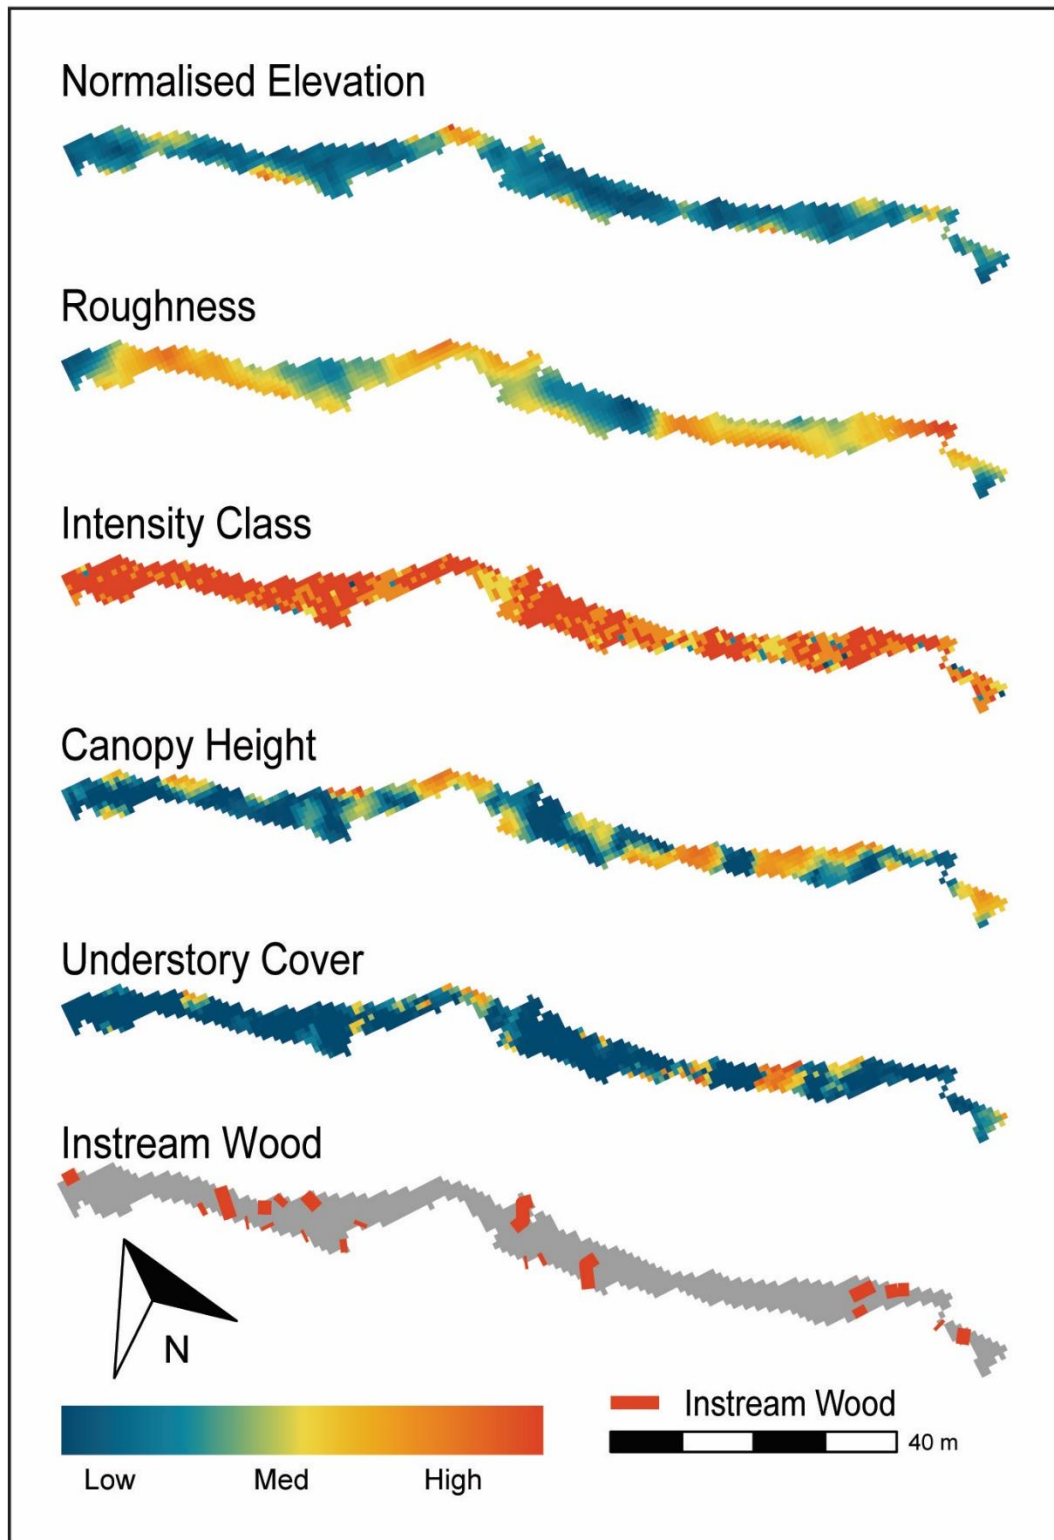 Normalised Elevation
Roughness
Intensity Class
Canopy Height
Understory Cover
Instream Wood
N
Instream Wood
40 m
Low Med High